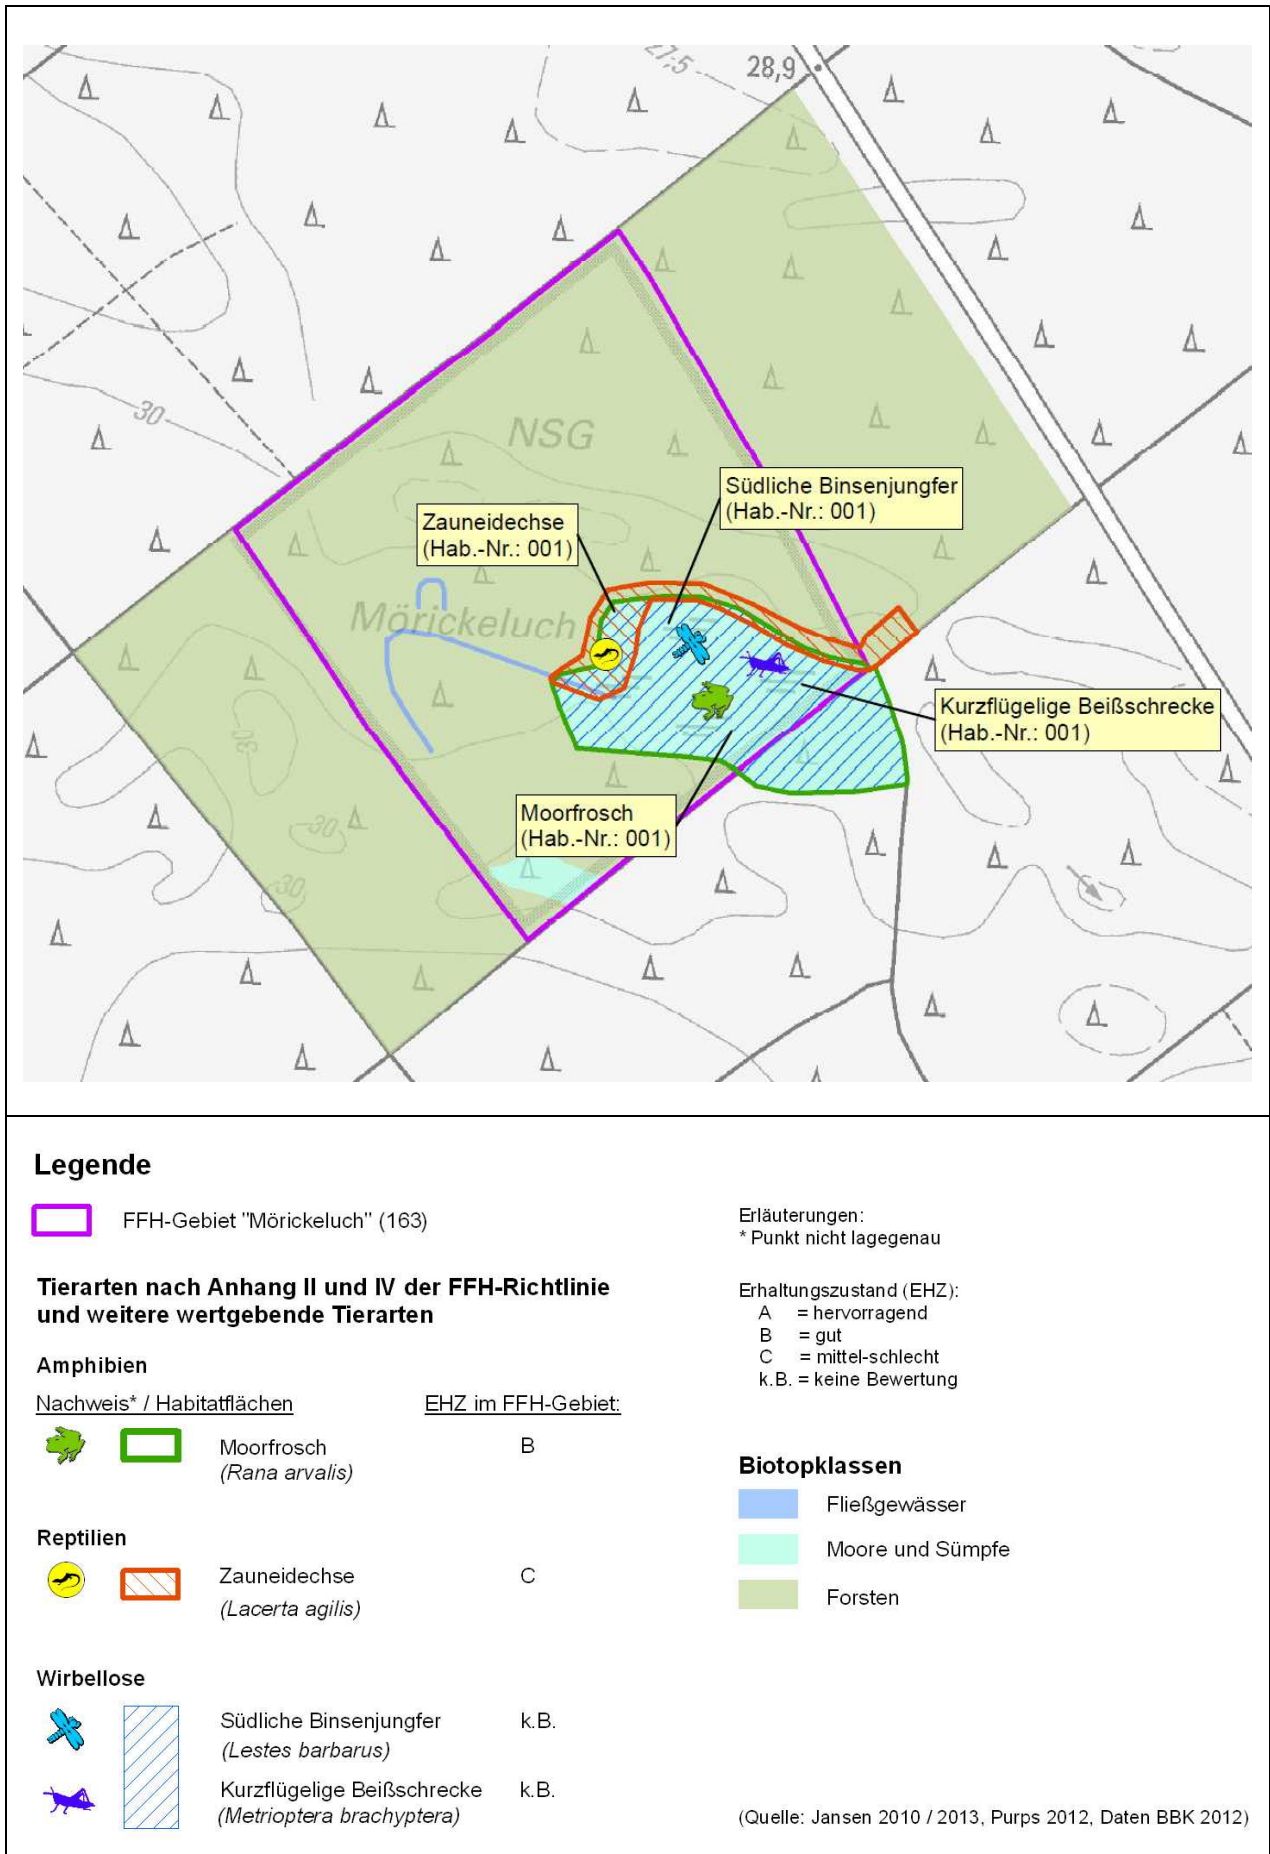 27,5
28,9
30
NSG
Südliche Binsenjungfer
(Hab.-Nr.: 001)
Zauneidechse
(Hab.-Nr.: 001)
Mörickeluch
Kurzflügelige Beißschrecke
(Hab.-Nr.: 001)
30
Moorfrosch
(Hab.-Nr.: 001)
30
30
Legende
FFH-Gebiet "Mörickeluch" (163)
Tierarten nach Anhang II und IV der FFH-Richtlinie
und weitere wertgebende Tierarten
Amphibien
Nachweis* / Habitatflächen EHZ im FFH-Gebiet:
Moorfrosch B
(Rana arvalis)
Reptilien
Zauneidechse C
(Lacerta agilis)
Wirbellose
Südliche Binsenjungfer k.B.
(Lestes barbarus)
Kurzflügelige Beißschrecke k.B.
(Metrioptera brachyptera)
Erläuterungen:
* Punkt nicht lagegenau
Erhaltungszustand (EHZ):
A = hervorragend
B = gut
C = mittel-schlecht
k.B. = keine Bewertung
Biotopklassen
Fließgewässer
Moore und Sümpfe
Forsten
(Quelle: Jansen 2010 / 2013, Purps 2012, Daten BBK 2012)